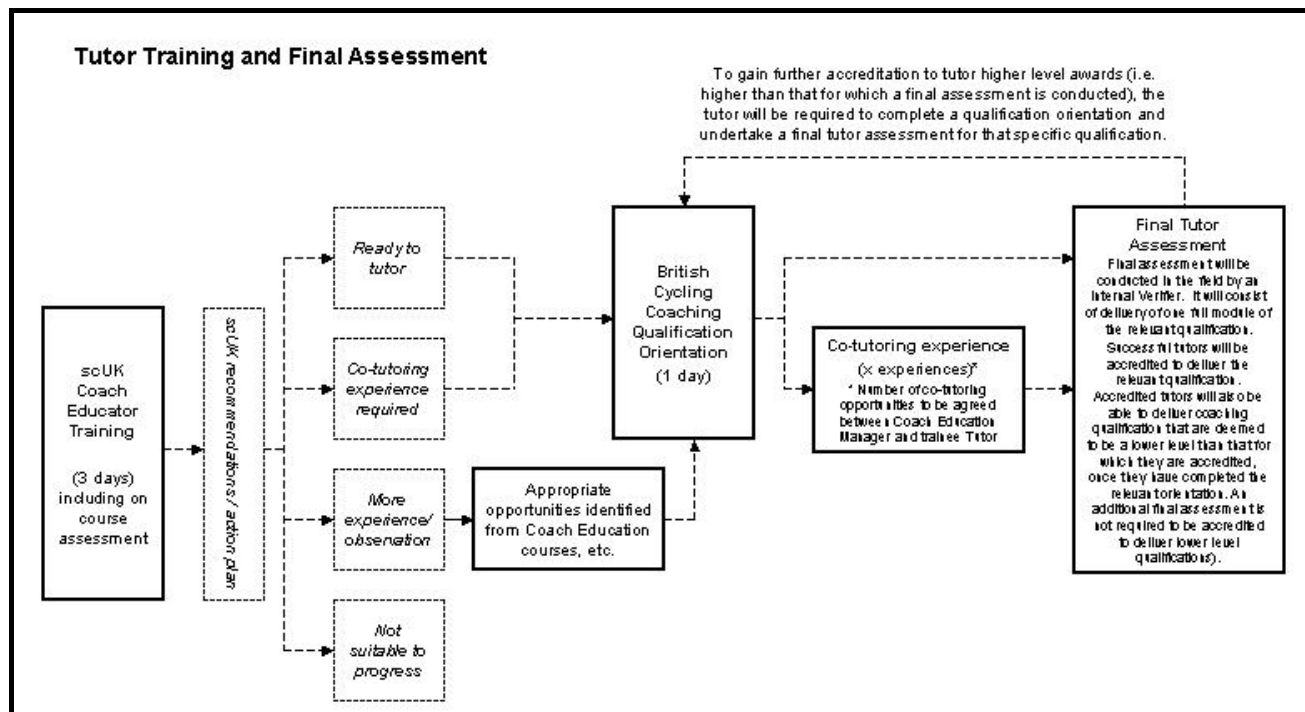 Tutor Training and Final Assessment
To gain further accreditation to tutor higher level awards (i.e.
higher than that for which a final assessment is conducted), the
tutor will be required to complete a qualification orientation and
undertake a final tutor assessment for that specific qualification.
scUK
Coach
Educator
Training
(3 days)
including on
course
assessment
scUK recommendations / action plan
Ready to
tutor
Co-tutoring
experience
required
More
experience/
observation
Not
suitable to
progress
Appropriate
opportunities identified
from Coach Education
courses, etc.
British
Cycling
Coaching
Qualification
Orientation
(1 day)
Co-tutoring experience
(x experiences)*
* Number of co-tutoring
opportunities to be agreed
between Coach Education
Manager and trainee Tutor
Final Tutor
Assessment
Final assessment will be
conducted in the field by an
Internal Verifier. It will consist
of delivery of one full module of
the relevant qualification.
Successful tutors will be
accredited to deliver the
relevant qualification.
Accredited tutors will also be
able to deliver coaching
qualification that are deemed
to be a lower level than that for
which they are accredited,
once they have completed the
relevant orientation. An
additional final assessment is
not required to be accredited
to deliver lower level
qualifications).